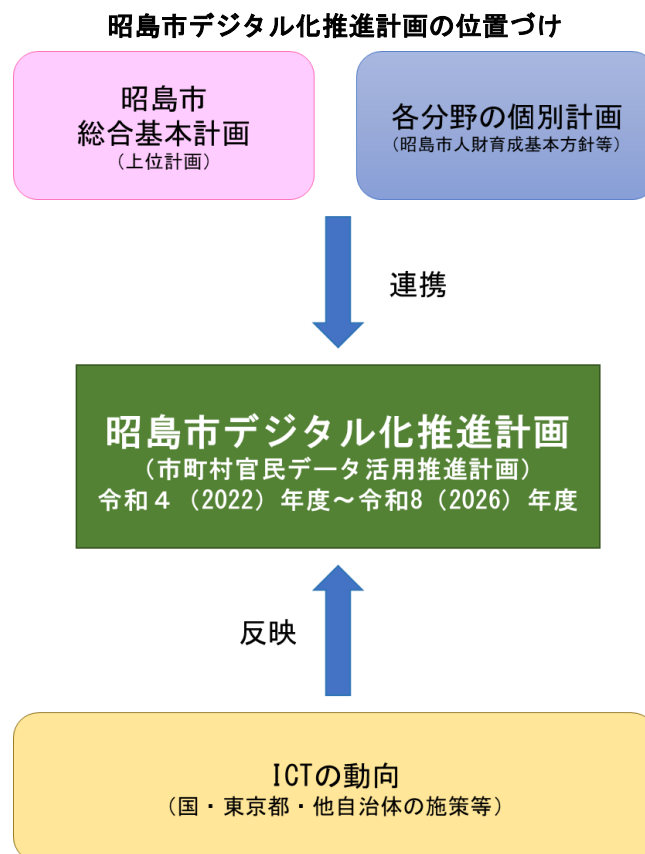 昭島市デジタル化推進計画の位置づけ
昭島市
総合基本計画
（上位計画）
各分野の個別計画
（昭島市人財育成基本方針等）
連携
昭島市デジタル化推進計画
（市町村官民データ活用推進計画）
令和４（2022）年度～令和8（2026）年度
反映
ICTの動向
（国・東京都・他自治体の施策等）